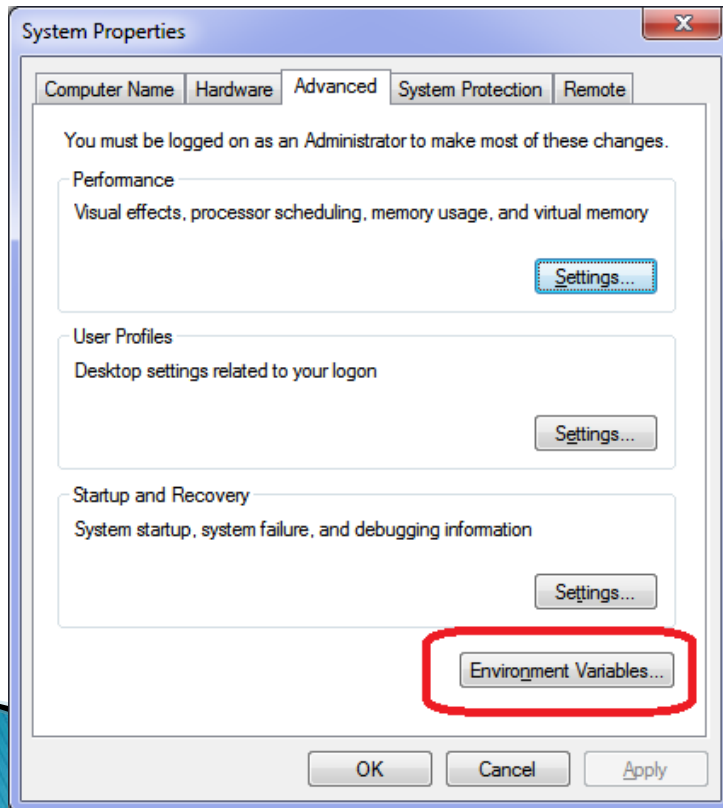 System Properties
Computer Name Hardware Advanced System Protection Remote
You must be logged on as an Administrator to make most of these changes.
Performance
Visual effects, processor scheduling, memory usage, and virtual memory
Settings...
User Profiles
Desktop settings related to your logon
Settings...
Startup and Recovery
System startup, system failure, and debugging information
Settings...
Environment Variables...
OK Cancel Apply